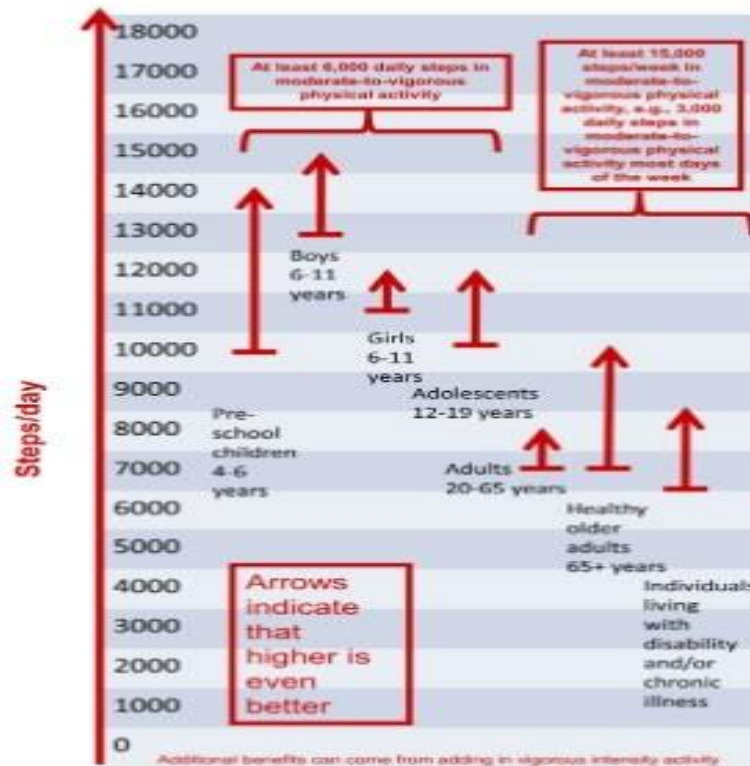 18000
17000
16000
15000
14000
13000
12000
11000
10000
9000
8000
7000
6000
5000
4000
3000
2000
1000
0
Steps/day
At least 6,000 daily steps in
moderate-to-vigorous
physical activity
At least 15,000
steps/week in
moderate-to-
vigorous physical
activity, e.g., 3,000
daily steps in
moderate-to-
vigorous physical
activity most days
of the week
Boys
6-11
years
Girls
6-11
years
Adolescents
12-19 years
Pre-
school
children
4-6
years
Adults
20-65 years
Healthy
older
adults
65+ years
Individuals
living
with
disability
and/or
chronic
illness
Arrows
indicate
that
higher is
even
better
Additional benefits can come from adding in vigorous intensity activity